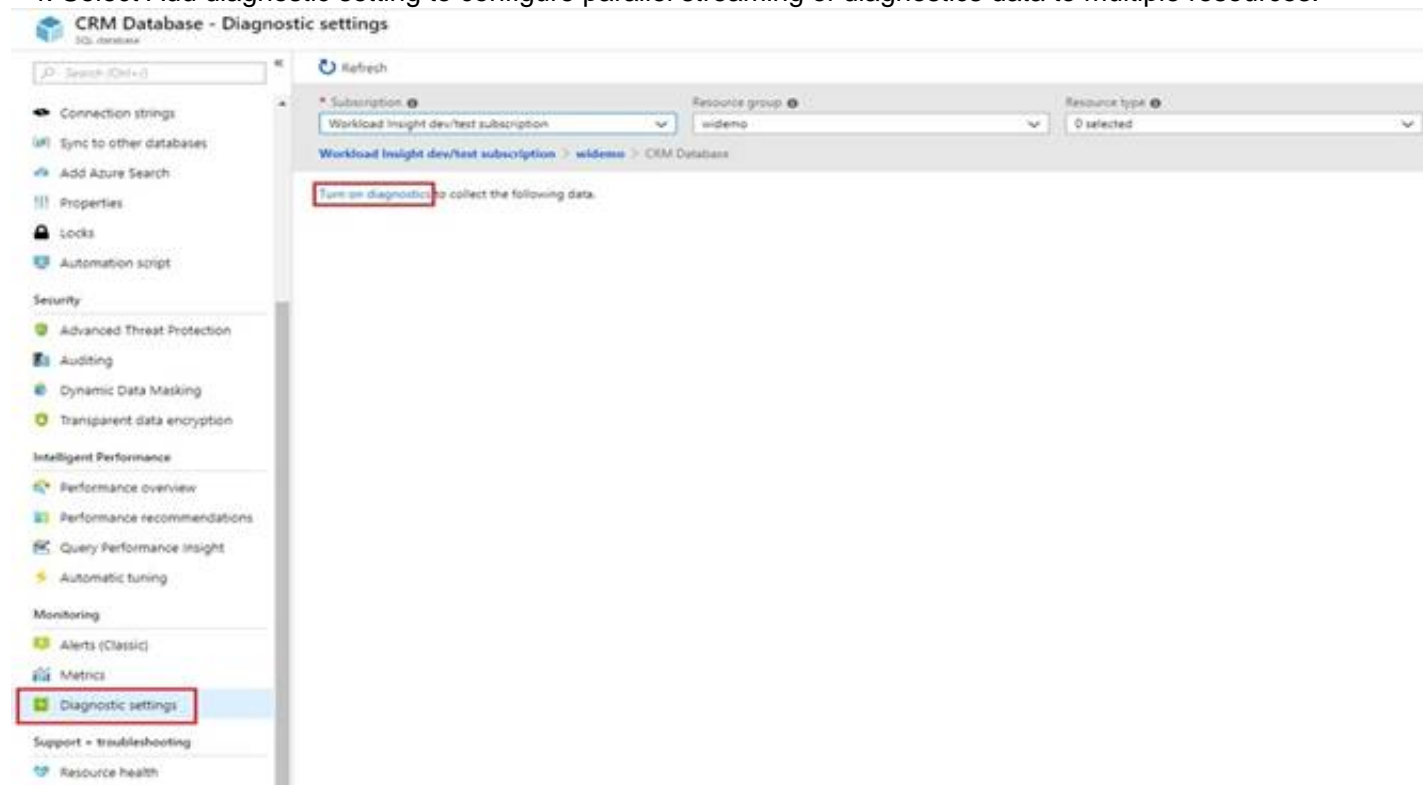 4. Select Add diagnostic setting to configure parallel streaming of diagnostics data to multiple resources.
CRM Database - Diagnostic settings
SQL database
Search (Ctrl+/)
Refresh
* Subscription
Resource group
Resource type
Workload Insight dev/test subscription
widemo
0 selected
Workload Insight dev/test subscription > widemo > CRM Database
Turn on diagnostics to collect the following data.
Connection strings
Sync to other databases
Add Azure Search
Properties
Locks
Automation script
Security
Advanced Threat Protection
Auditing
Dynamic Data Masking
Transparent data encryption
Intelligent Performance
Performance overview
Performance recommendations
Query Performance Insight
Automatic tuning
Monitoring
Alerts (Classic)
Metrics
Diagnostic settings
Support + troubleshooting
Resource health